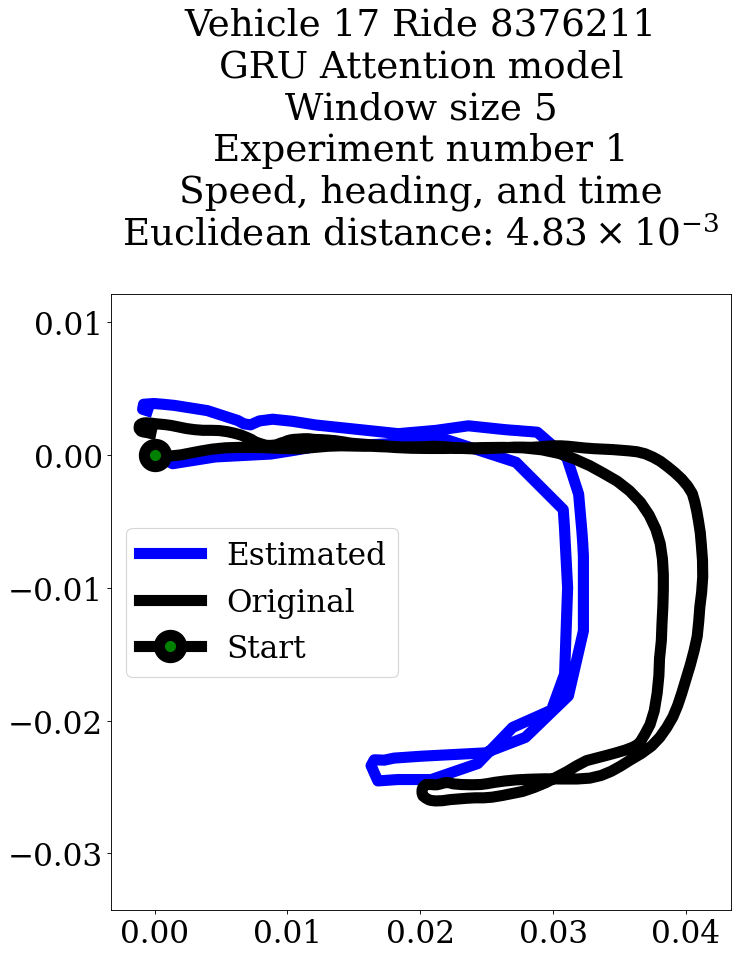 Vehicle 17 Ride 8376211
GRU Attention model
Window size 5
Experiment number 1
Speed, heading, and time
Euclidean distance: 4.83 × 10⁻³
0.01
0.00
−0.01
−0.02
−0.03
Estimated
Original
Start
0.00 0.01 0.02 0.03 0.04